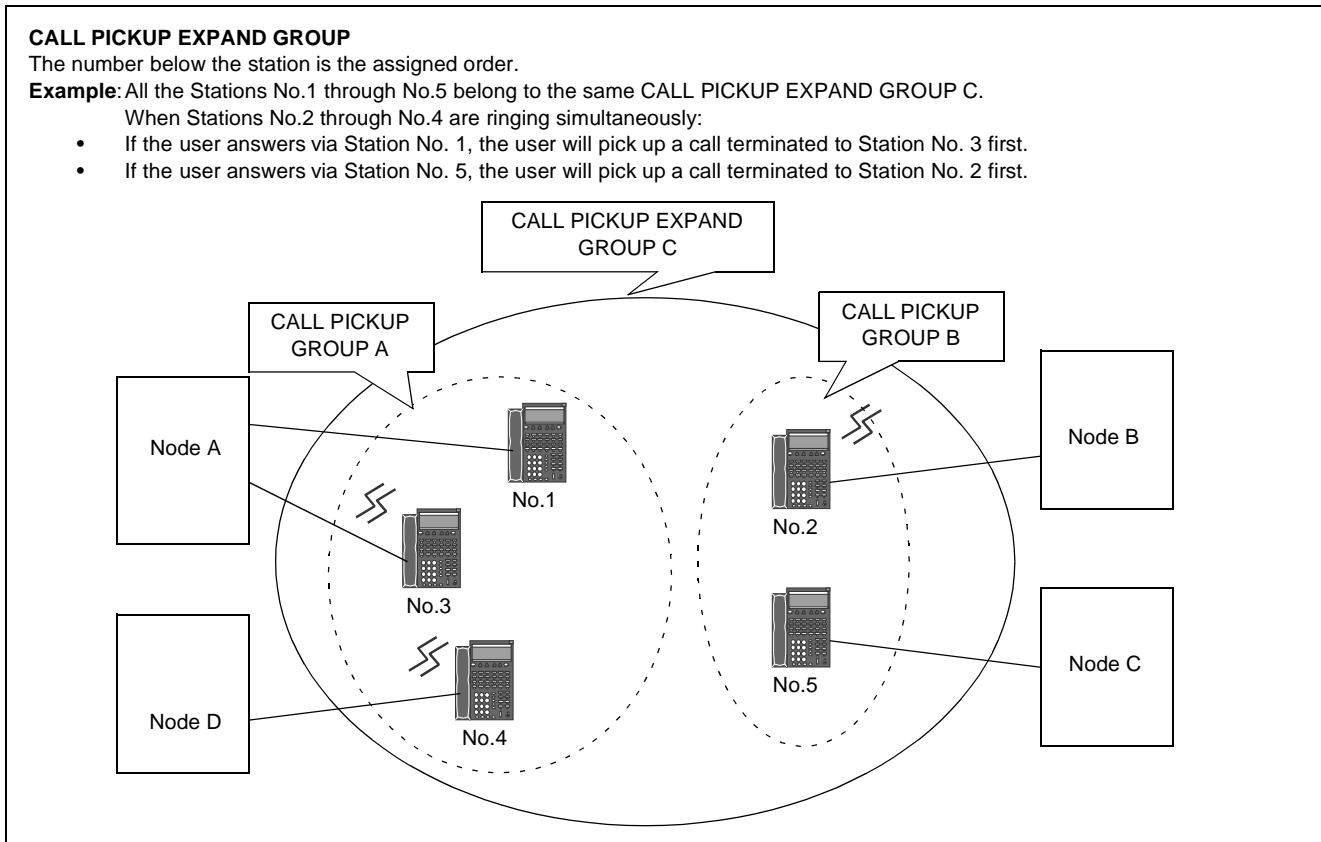 CALL PICKUP EXPAND GROUP
The number below the station is the assigned order.
Example: All the Stations No.1 through No.5 belong to the same CALL PICKUP EXPAND GROUP C.
When Stations No.2 through No.4 are ringing simultaneously:
• If the user answers via Station No. 1, the user will pick up a call terminated to Station No. 3 first.
• If the user answers via Station No. 5, the user will pick up a call terminated to Station No. 2 first.
CALL PICKUP EXPAND
GROUP C
CALL PICKUP
GROUP A
CALL PICKUP
GROUP B
Node A
No.1
No.2
Node B
No.3
No.4
No.5
Node D
Node C